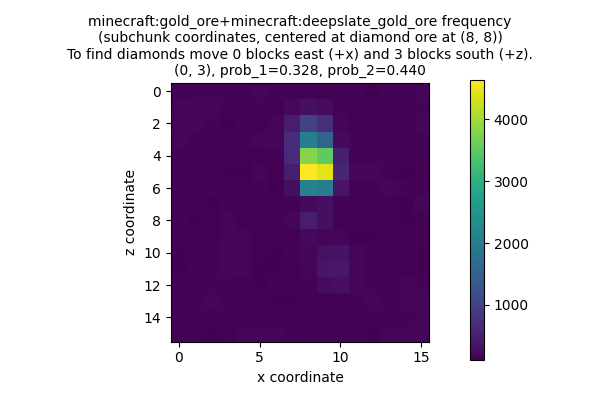 minecraft:gold_ore+minecraft:deepslate_gold_ore frequency
(subchunk coordinates, centered at diamond ore at (8, 8))
To find diamonds move 0 blocks east (+x) and 3 blocks south (+z).
(0, 3), prob_1=0.328, prob_2=0.440
0
2
4
6
8
10
12
14
z coordinate
0
5
10
15
x coordinate
4000
3000
2000
1000